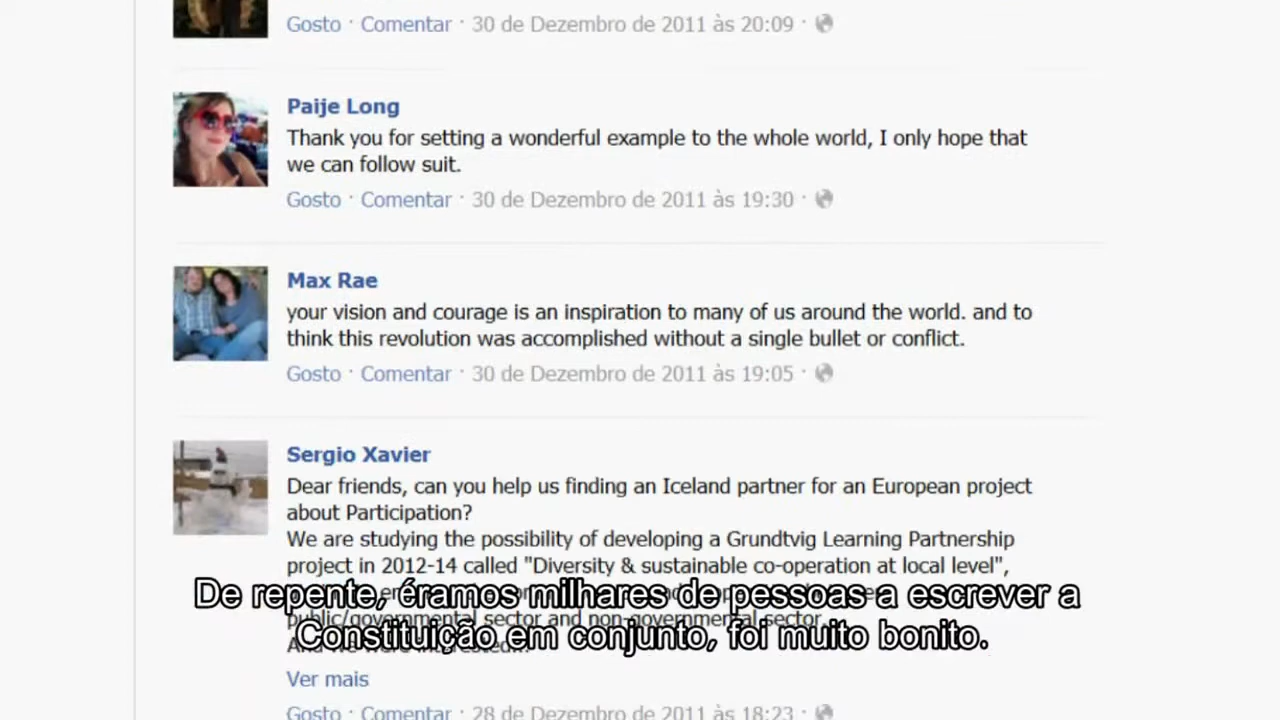 Gosto · Comentar · 30 de Dezembro de 2011 às 20:09 ·
Paije Long
Thank you for setting a wonderful example to the whole world, I only hope that
we can follow suit.
Gosto · Comentar · 30 de Dezembro de 2011 às 19:30 ·
Max Rae
your vision and courage is an inspiration to many of us around the world. and to
think this revolution was accomplished without a single bullet or conflict.
Gosto · Comentar · 30 de Dezembro de 2011 às 19:05 ·
Sergio Xavier
Dear friends, can you help us finding an Iceland partner for an European project
about Participation?
We are studying the possibility of developing a Grundtvig Learning Partnership
project in 2012-14 called "Diversity & sustainable co-operation at local level",
public/governmental sector and non-governmental sector.
De repente, éramos milhares de pessoas a escrever a
Constituição em conjunto, foi muito bonito.
Ver mais
Gosto · Comentar · 28 de Dezembro de 2011 às 18:23 ·